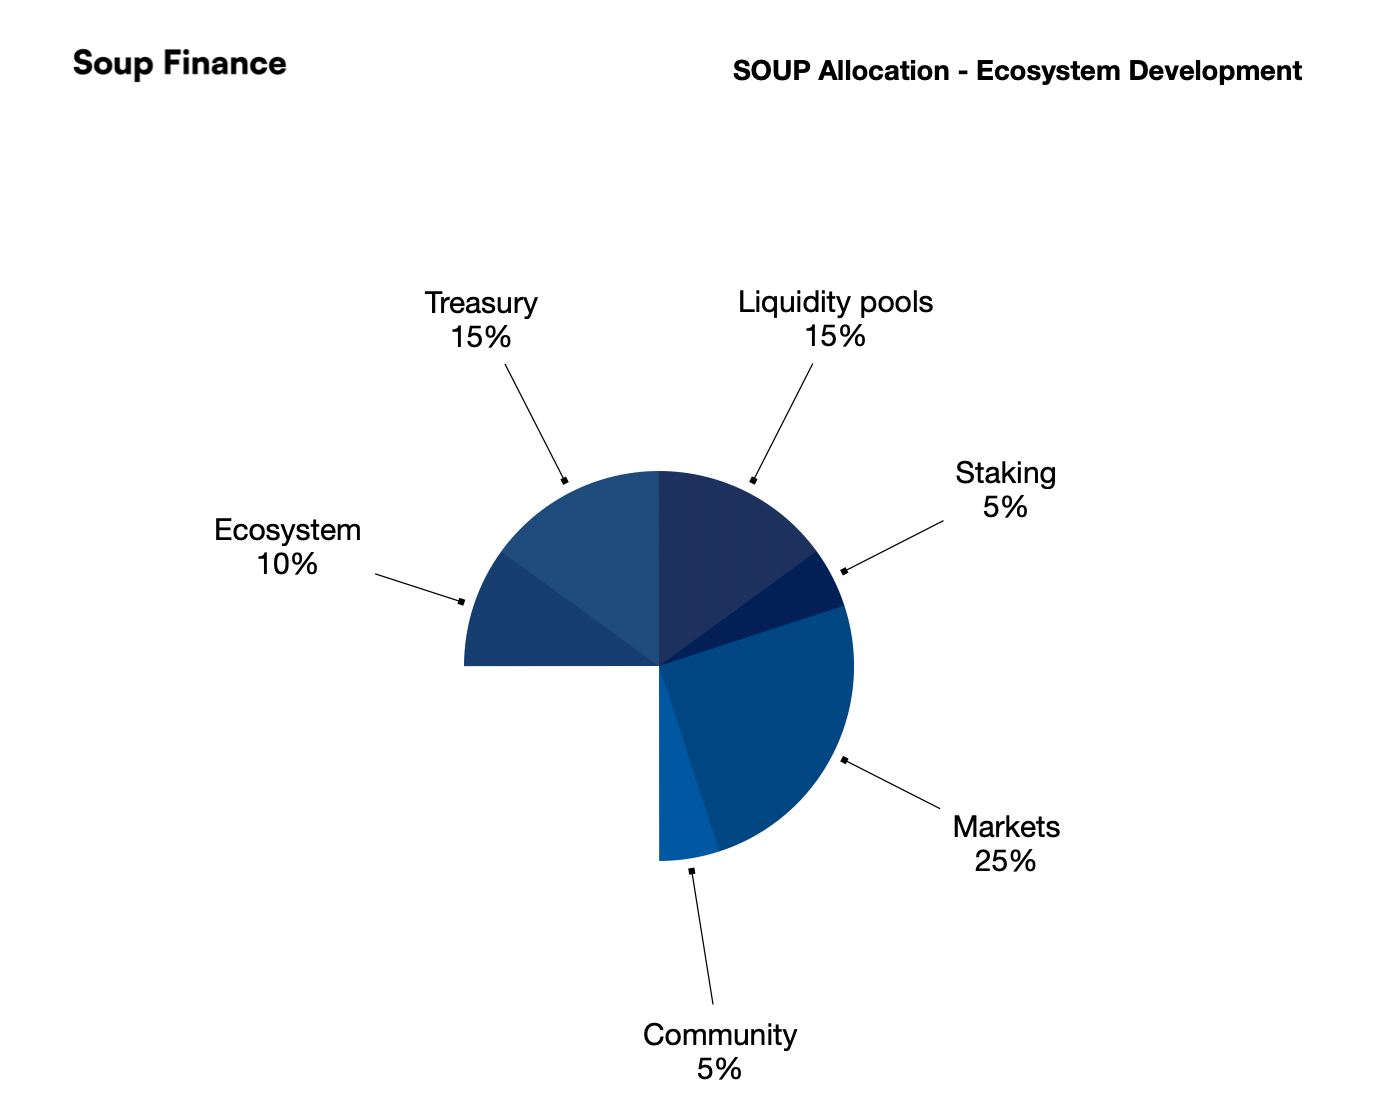 Soup Finance
SOUP Allocation - Ecosystem Development
Treasury
15%
Liquidity pools
15%
Staking
5%
Ecosystem
10%
Markets
25%
Community
5%